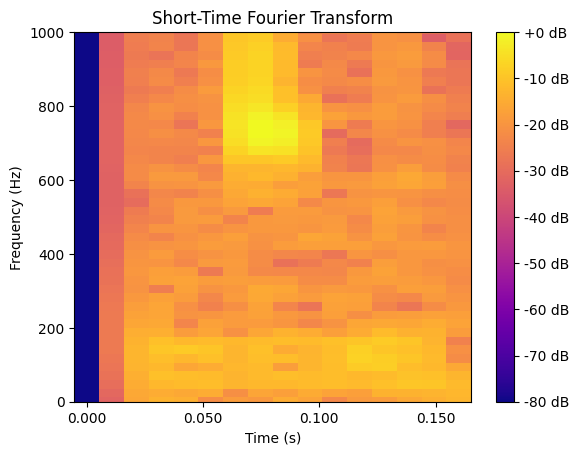 Short-Time Fourier Transform
Frequency (Hz)
1000
800
600
400
200
0
0.000
0.050
0.100
0.150
Time (s)
+0 dB
-10 dB
-20 dB
-30 dB
-40 dB
-50 dB
-60 dB
-70 dB
-80 dB